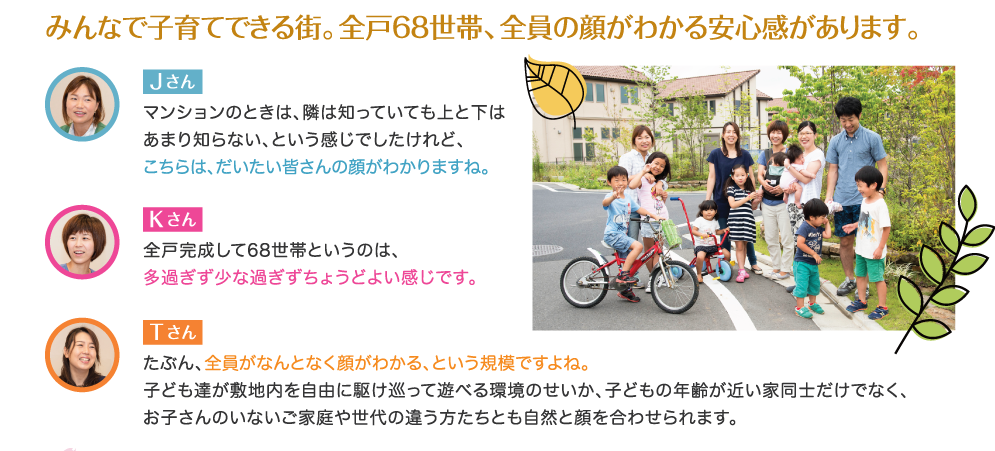 みんなで子育てできる街。全戸68世帯、全員の顔がわかる安心感があります。
Jさん
マンションのときは、隣は知っていても上と下は
あまり知らない、という感じでしたけれど、
こちらは、だいたい皆さんの顔がわかりますね。
Kさん
全戸完成して68世帯というのは、
多過ぎず少な過ぎずちょうどよい感じです。
Tさん
たぶん、全員がなんとなく顔がわかる、という規模ですよね。
子ども達が敷地内を自由に駆け巡って遊べる環境のせいか、子どもの年齢が近い家同士だけでなく、
お子さんのいないご家庭や世代の違う方たちとも自然と顔を合わせられます。